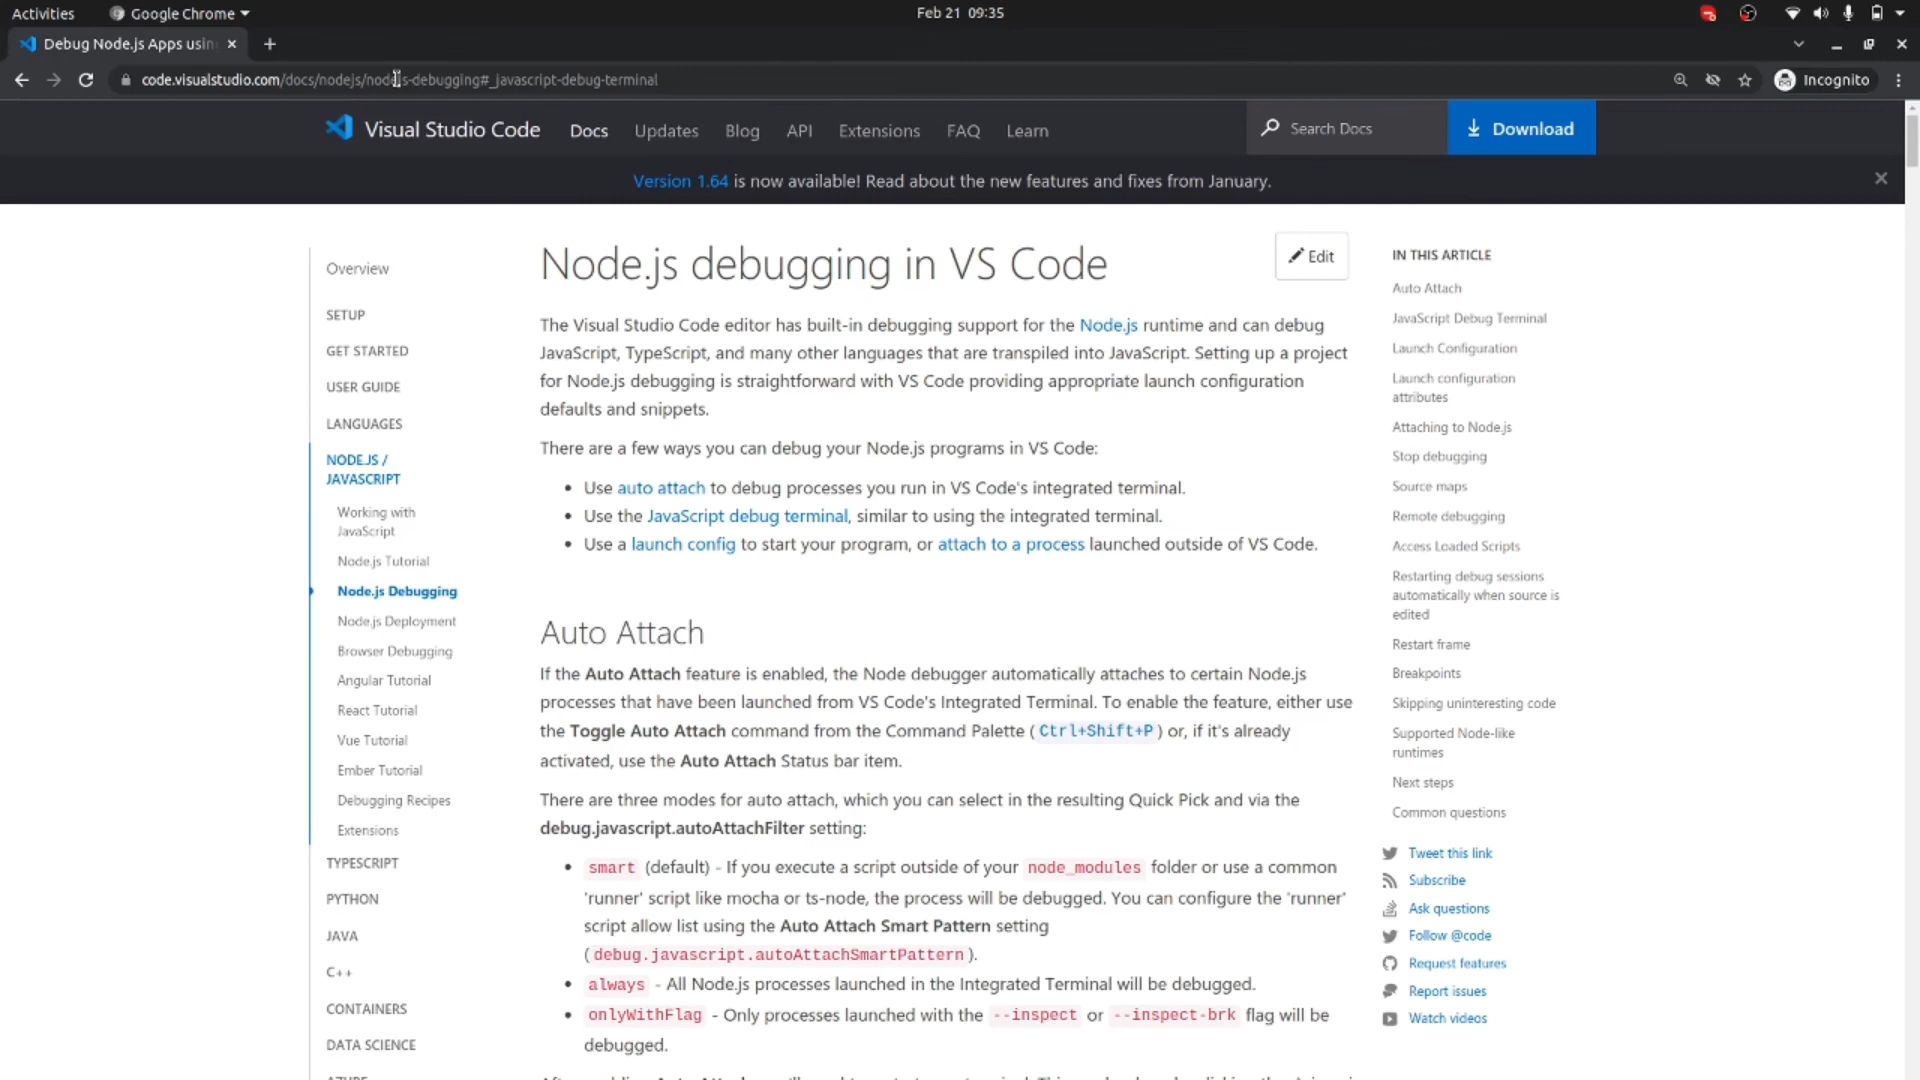 Activities
Google Chrome
Feb 21 09:35
Debug Node.js Apps usin
code.visualstudio.com/docs/nodejs/nodejs-debugging#_javascript-debug-terminal
Incognito
Visual Studio Code
Docs
Updates
Blog
API
Extensions
FAQ
Learn
Search Docs
Download
Version 1.64 is now available! Read about the new features and fixes from January.
Overview
SETUP
GET STARTED
USER GUIDE
LANGUAGES
NODE.JS /
JAVASCRIPT
Working with
JavaScript
Node.js Tutorial
Node.js Debugging
Node.js Deployment
Browser Debugging
Angular Tutorial
React Tutorial
Vue Tutorial
Ember Tutorial
Debugging Recipes
Extensions
TYPESCRIPT
PYTHON
JAVA
C++
CONTAINERS
DATA SCIENCE
AZURE
Node.js debugging in VS Code
Edit
The Visual Studio Code editor has built-in debugging support for the Node.js runtime and can debug
JavaScript, TypeScript, and many other languages that are transpiled into JavaScript. Setting up a project
for Node.js debugging is straightforward with VS Code providing appropriate launch configuration
defaults and snippets.
There are a few ways you can debug your Node.js programs in VS Code:
• Use auto attach to debug processes you run in VS Code's integrated terminal.
• Use the JavaScript debug terminal, similar to using the integrated terminal.
• Use a launch config to start your program, or attach to a process launched outside of VS Code.
Auto Attach
If the Auto Attach feature is enabled, the Node debugger automatically attaches to certain Node.js
processes that have been launched from VS Code's Integrated Terminal. To enable the feature, either use
the Toggle Auto Attach command from the Command Palette (Ctrl+Shift+P) or, if it's already
activated, use the Auto Attach Status bar item.
There are three modes for auto attach, which you can select in the resulting Quick Pick and via the
debug.javascript.autoAttachFilter setting:
• smart (default) - If you execute a script outside of your node_modules folder or use a common
'runner' script like mocha or ts-node, the process will be debugged. You can configure the 'runner'
script allow list using the Auto Attach Smart Pattern setting
(debug.javascript.autoAttachSmartPattern).
• always - All Node.js processes launched in the Integrated Terminal will be debugged.
• onlyWithFlag - Only processes launched with the --inspect or --inspect-brk flag will be
debugged.
IN THIS ARTICLE
Auto Attach
JavaScript Debug Terminal
Launch Configuration
Launch configuration
attributes
Attaching to Node.js
Stop debugging
Source maps
Remote debugging
Access Loaded Scripts
Restarting debug sessions
automatically when source is
edited
Restart frame
Breakpoints
Skipping uninteresting code
Supported Node-like
runtimes
Next steps
Common questions
Tweet this link
Subscribe
Ask questions
Follow @code
Request features
Report issues
Watch videos